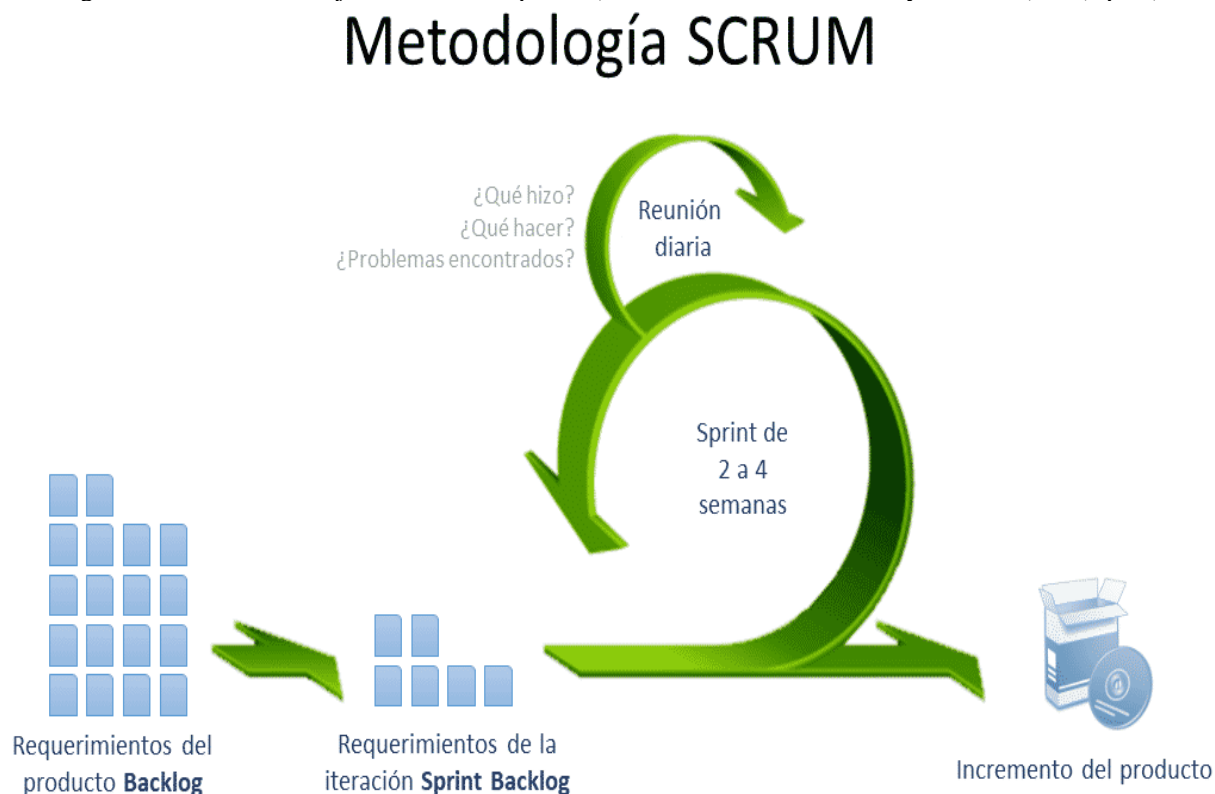 Metodología SCRUM
¿Qué hizo?
¿Qué hacer?
¿Problemas encontrados?
Reunión
diaria
Sprint de
2 a 4
semanas
Requerimientos del
producto Backlog
Requerimientos de la
iteración Sprint Backlog
Incremento del producto